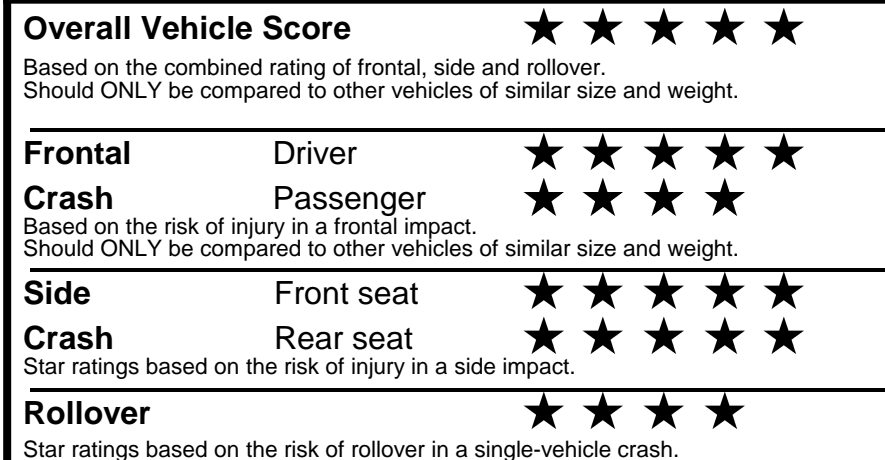 Overall Vehicle Score ★ ★ ★ ★ ★
Based on the combined rating of frontal, side and rollover.
Should ONLY be compared to other vehicles of similar size and weight.
Frontal Driver ★ ★ ★ ★ ★
Crash Passenger ★ ★ ★ ★
Based on the risk of injury in a frontal impact.
Should ONLY be compared to other vehicles of similar size and weight.
Side Front seat ★ ★ ★ ★ ★
Crash Rear seat ★ ★ ★ ★ ★
Star ratings based on the risk of injury in a side impact.
Rollover ★ ★ ★ ★
Star ratings based on the risk of rollover in a single-vehicle crash.